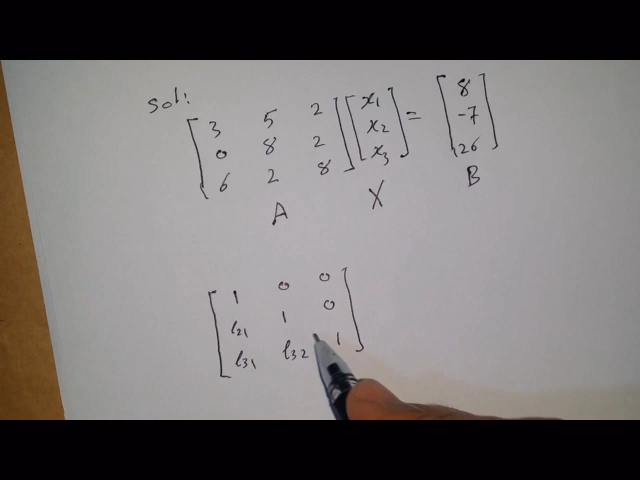 Sol:
[3 5 2] [x₁] = [8]
[0 8 2] [x₂] [-7]
[6 2 8] [x₃] [26]
A X B
[1 0 0]
[l₂₁ 1 0]
[l₃₁ l₃₂ 1]